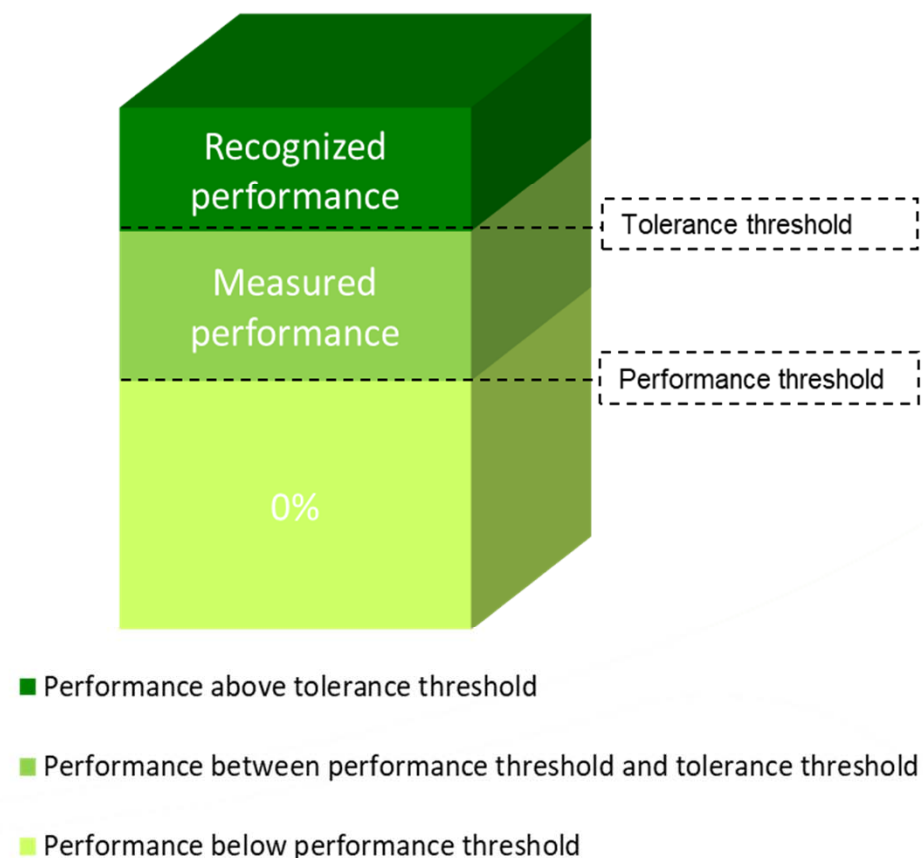 Recognized
performance
Tolerance threshold
Measured
performance
Performance threshold
0%
Performance above tolerance threshold
Performance between performance threshold and tolerance threshold
Performance below performance threshold